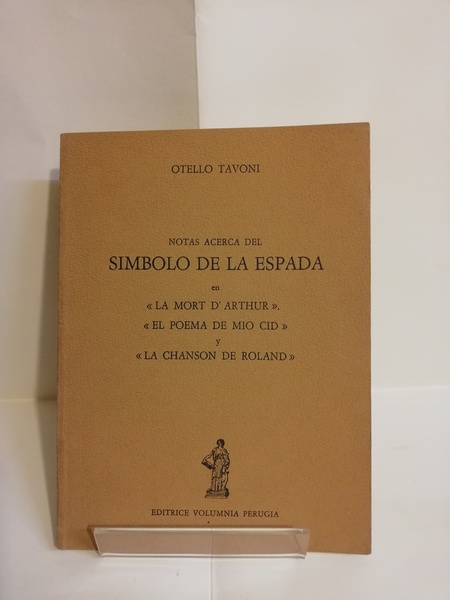 OTELLO TAVONI
NOTAS ACERCA DEL
SIMBOLO DE LA ESPADA
en
« LA MORT D' ARTHUR ».
« EL POEMA DE MIO CID »
y
« LA CHANSON DE ROLAND »
EDITRICE VOLUMNIA PERUGIA